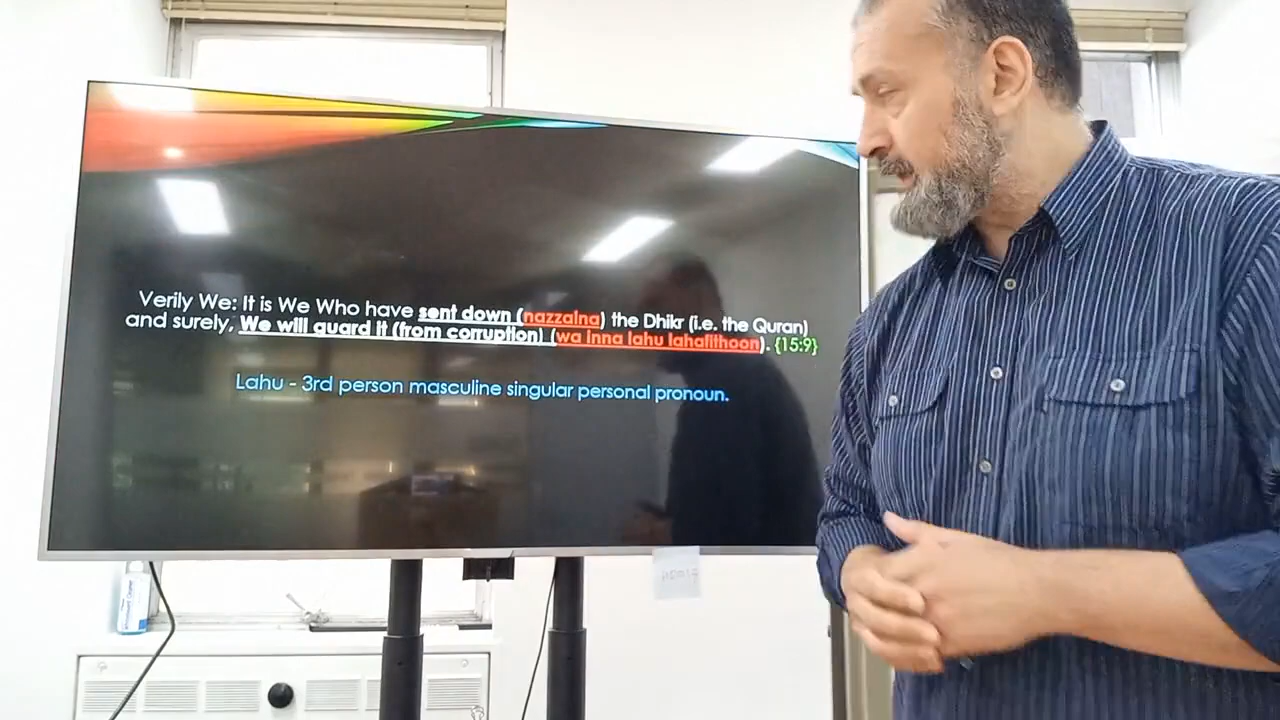 Verily We: It is We Who have sent down (nazzalna) the Dhikr (i.e. the Quran)
and surely, We will guard it (from corruption) (wa inna lahu lahafithoon). {15:9}
Lahu - 3rd person masculine singular personal pronoun.